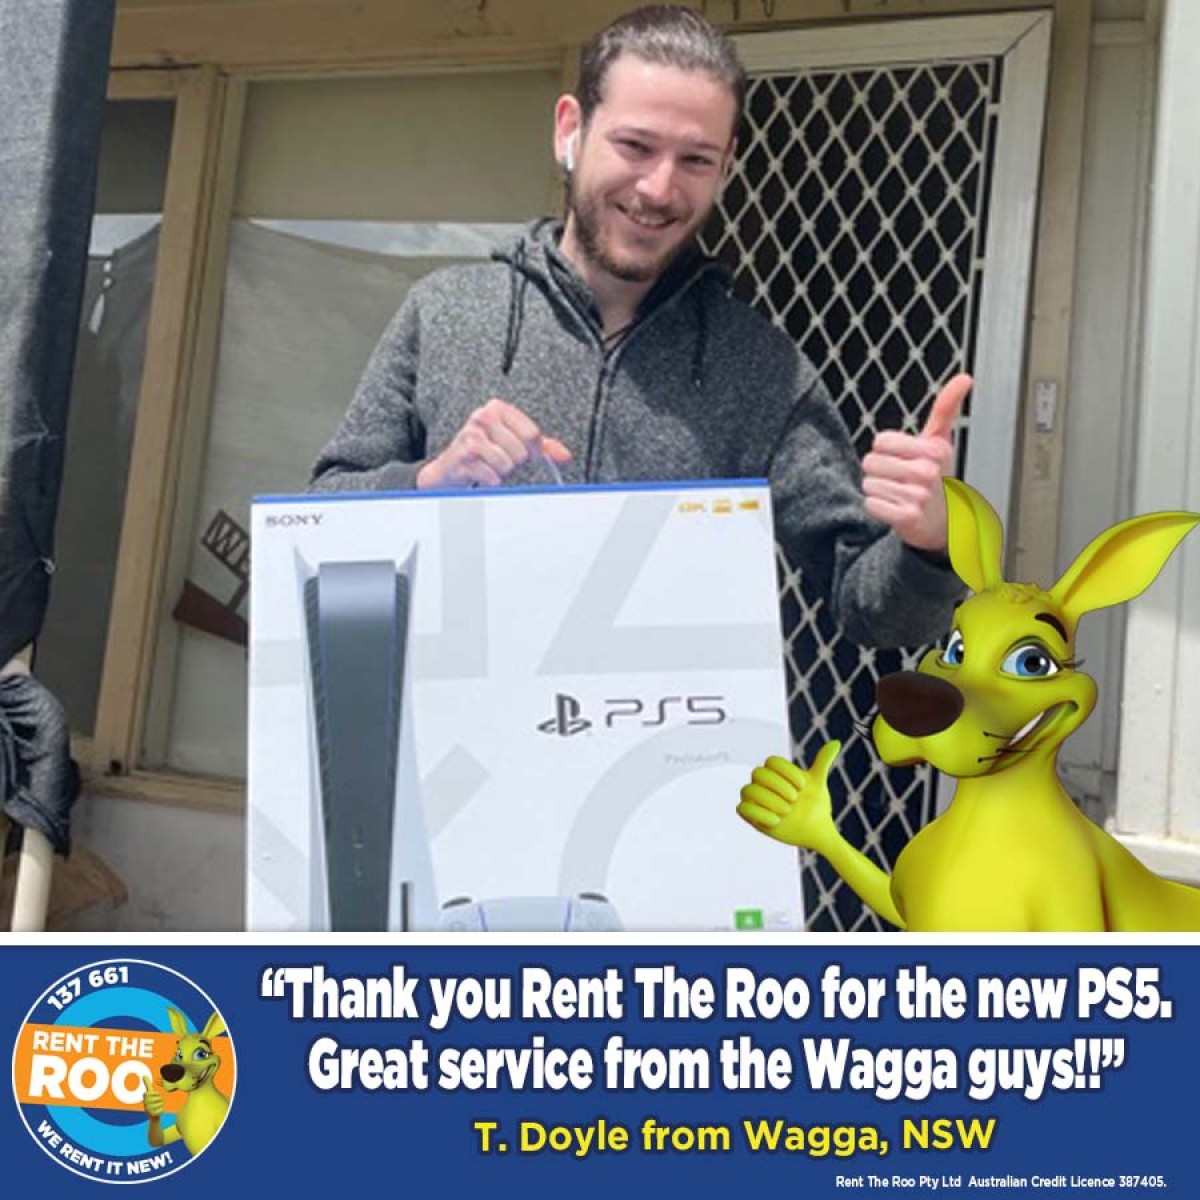 SONY
PS5
137 661
RENT THE
ROO
WE RENT IT NEW!
“Thank you Rent The Roo for the new PS5.
Great service from the Wagga guys!!”
T. Doyle from Wagga, NSW
Rent The Roo Pty Ltd Australian Credit Licence 387405.